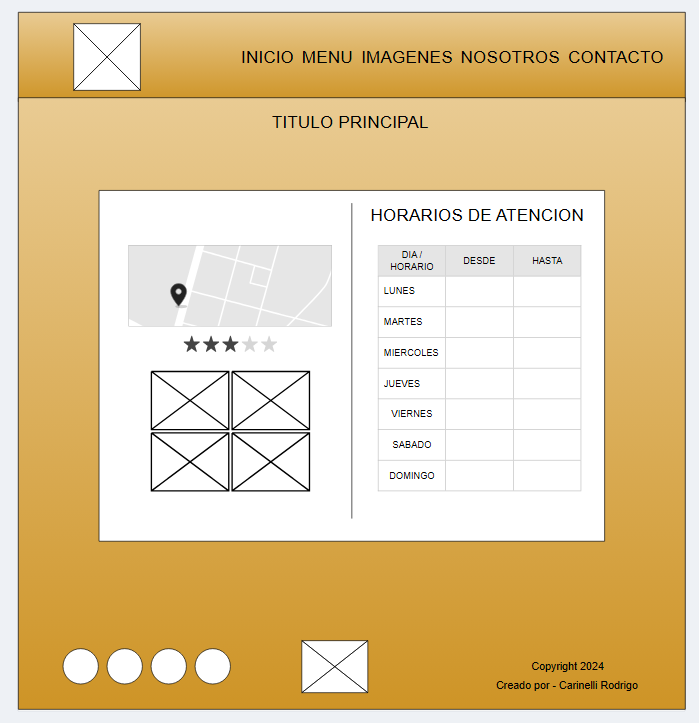 INICIO MENU IMAGENES NOSOTROS CONTACTO
TITULO PRINCIPAL
HORARIOS DE ATENCION
DIA /
HORARIO
DESDE
HASTA
LUNES
MARTES
MIERCOLES
JUEVES
VIERNES
SABADO
DOMINGO
Copyright 2024
Creado por - Carinelli Rodrigo